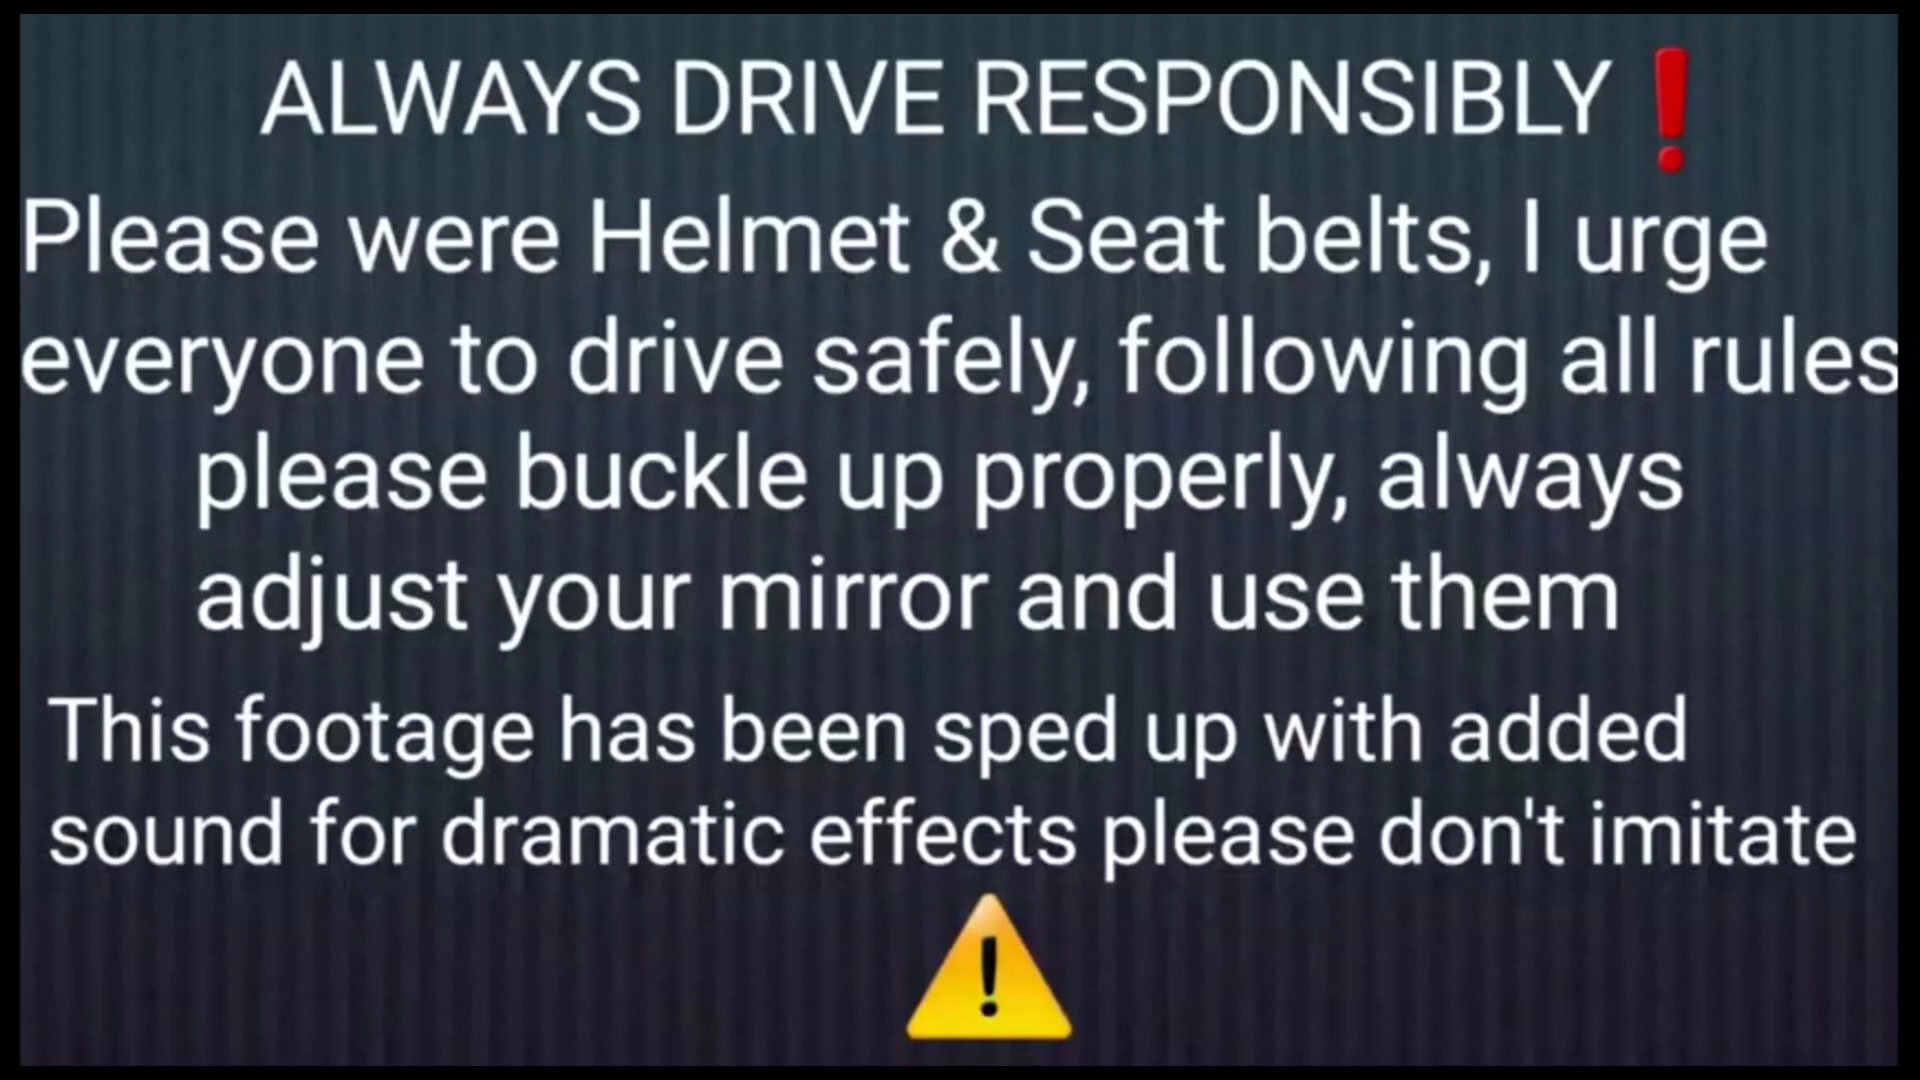 ALWAYS DRIVE RESPONSIBLY❗
Please were Helmet & Seat belts, I urge
everyone to drive safely, following all rules
please buckle up properly, always
adjust your mirror and use them
This footage has been sped up with added
sound for dramatic effects please don't imitate
⚠️